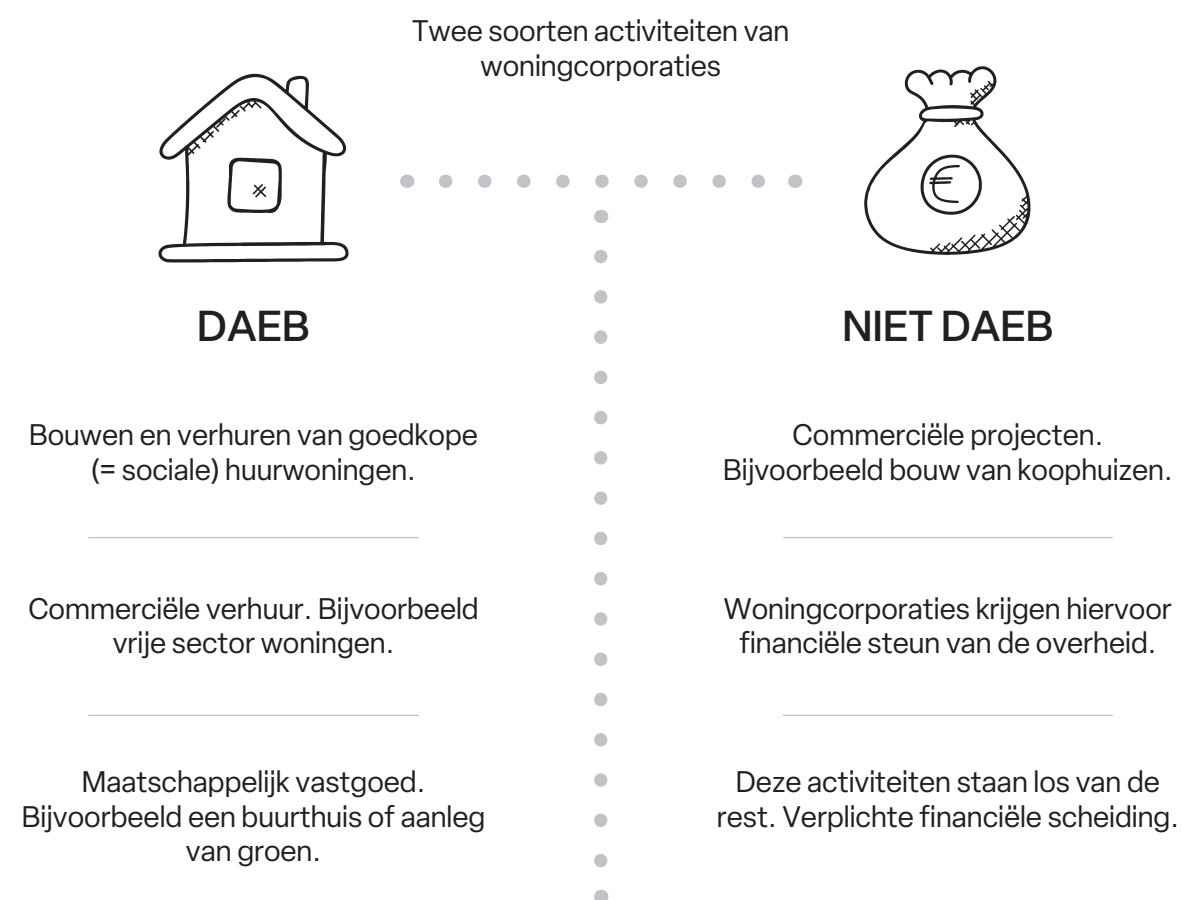 Twee soorten activiteiten van
woningcorporaties
DAEB
Bouwen en verhuren van goedkope
(= sociale) huurwoningen.
Commerciële verhuur. Bijvoorbeeld
vrije sector woningen.
Maatschappelijk vastgoed.
Bijvoorbeeld een buurthuis of aanleg
van groen.
NIET DAEB
Commerciële projecten.
Bijvoorbeeld bouw van koophuizen.
Woningcorporaties krijgen hiervoor
financiële steun van de overheid.
Deze activiteiten staan los van de
rest. Verplichte financiële scheiding.